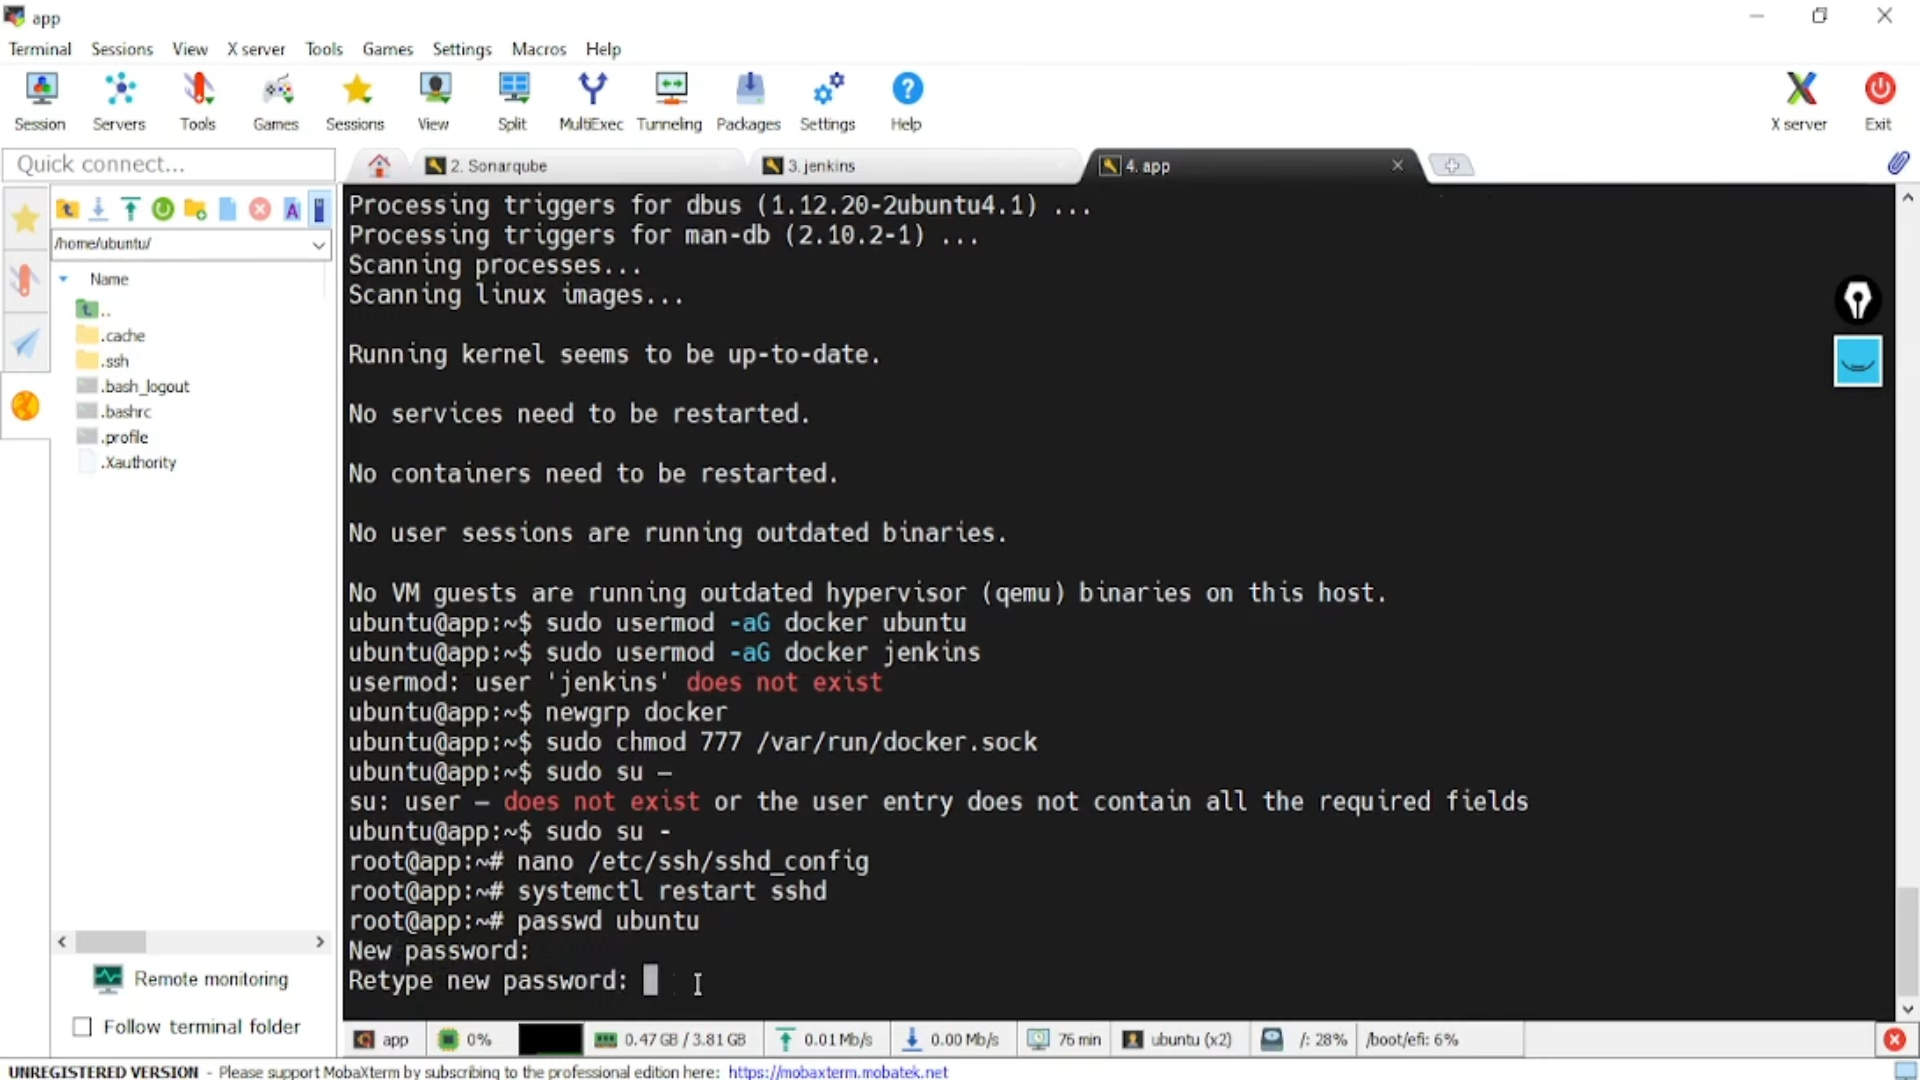 app
Terminal Sessions View X server Tools Games Settings Macros Help
Session Servers Tools Games Sessions View Split MultiExec Tunneling Packages Settings Help X server Exit
Quick connect...
2. Sonarqube
3. jenkins
4. app
/home/ubuntu/
Name
..
.cache
.ssh
.bash_logout
.bashrc
.profile
.Xauthority
Remote monitoring
Follow terminal folder
Processing triggers for dbus (1.12.20-2ubuntu4.1) ...
Processing triggers for man-db (2.10.2-1) ...
Scanning processes...
Scanning linux images...
Running kernel seems to be up-to-date.
No services need to be restarted.
No containers need to be restarted.
No user sessions are running outdated binaries.
No VM guests are running outdated hypervisor (qemu) binaries on this host.
ubuntu@app:~$ sudo usermod -aG docker ubuntu
ubuntu@app:~$ sudo usermod -aG docker jenkins
usermod: user 'jenkins' does not exist
ubuntu@app:~$ newgrp docker
ubuntu@app:~$ sudo chmod 777 /var/run/docker.sock
ubuntu@app:~$ sudo su –
su: user – does not exist or the user entry does not contain all the required fields
ubuntu@app:~$ sudo su -
root@app:~# nano /etc/ssh/sshd_config
root@app:~# systemctl restart sshd
root@app:~# passwd ubuntu
New password:
Retype new password:
app 0% 0.47 GB / 3.81 GB 0.01 Mb/s 0.00 Mb/s 76 min ubuntu (x2) /: 28% /boot/efi: 6%
UNREGISTERED VERSION - Please support MobaXterm by subscribing to the professional edition here: https://mobaxterm.mobatek.net